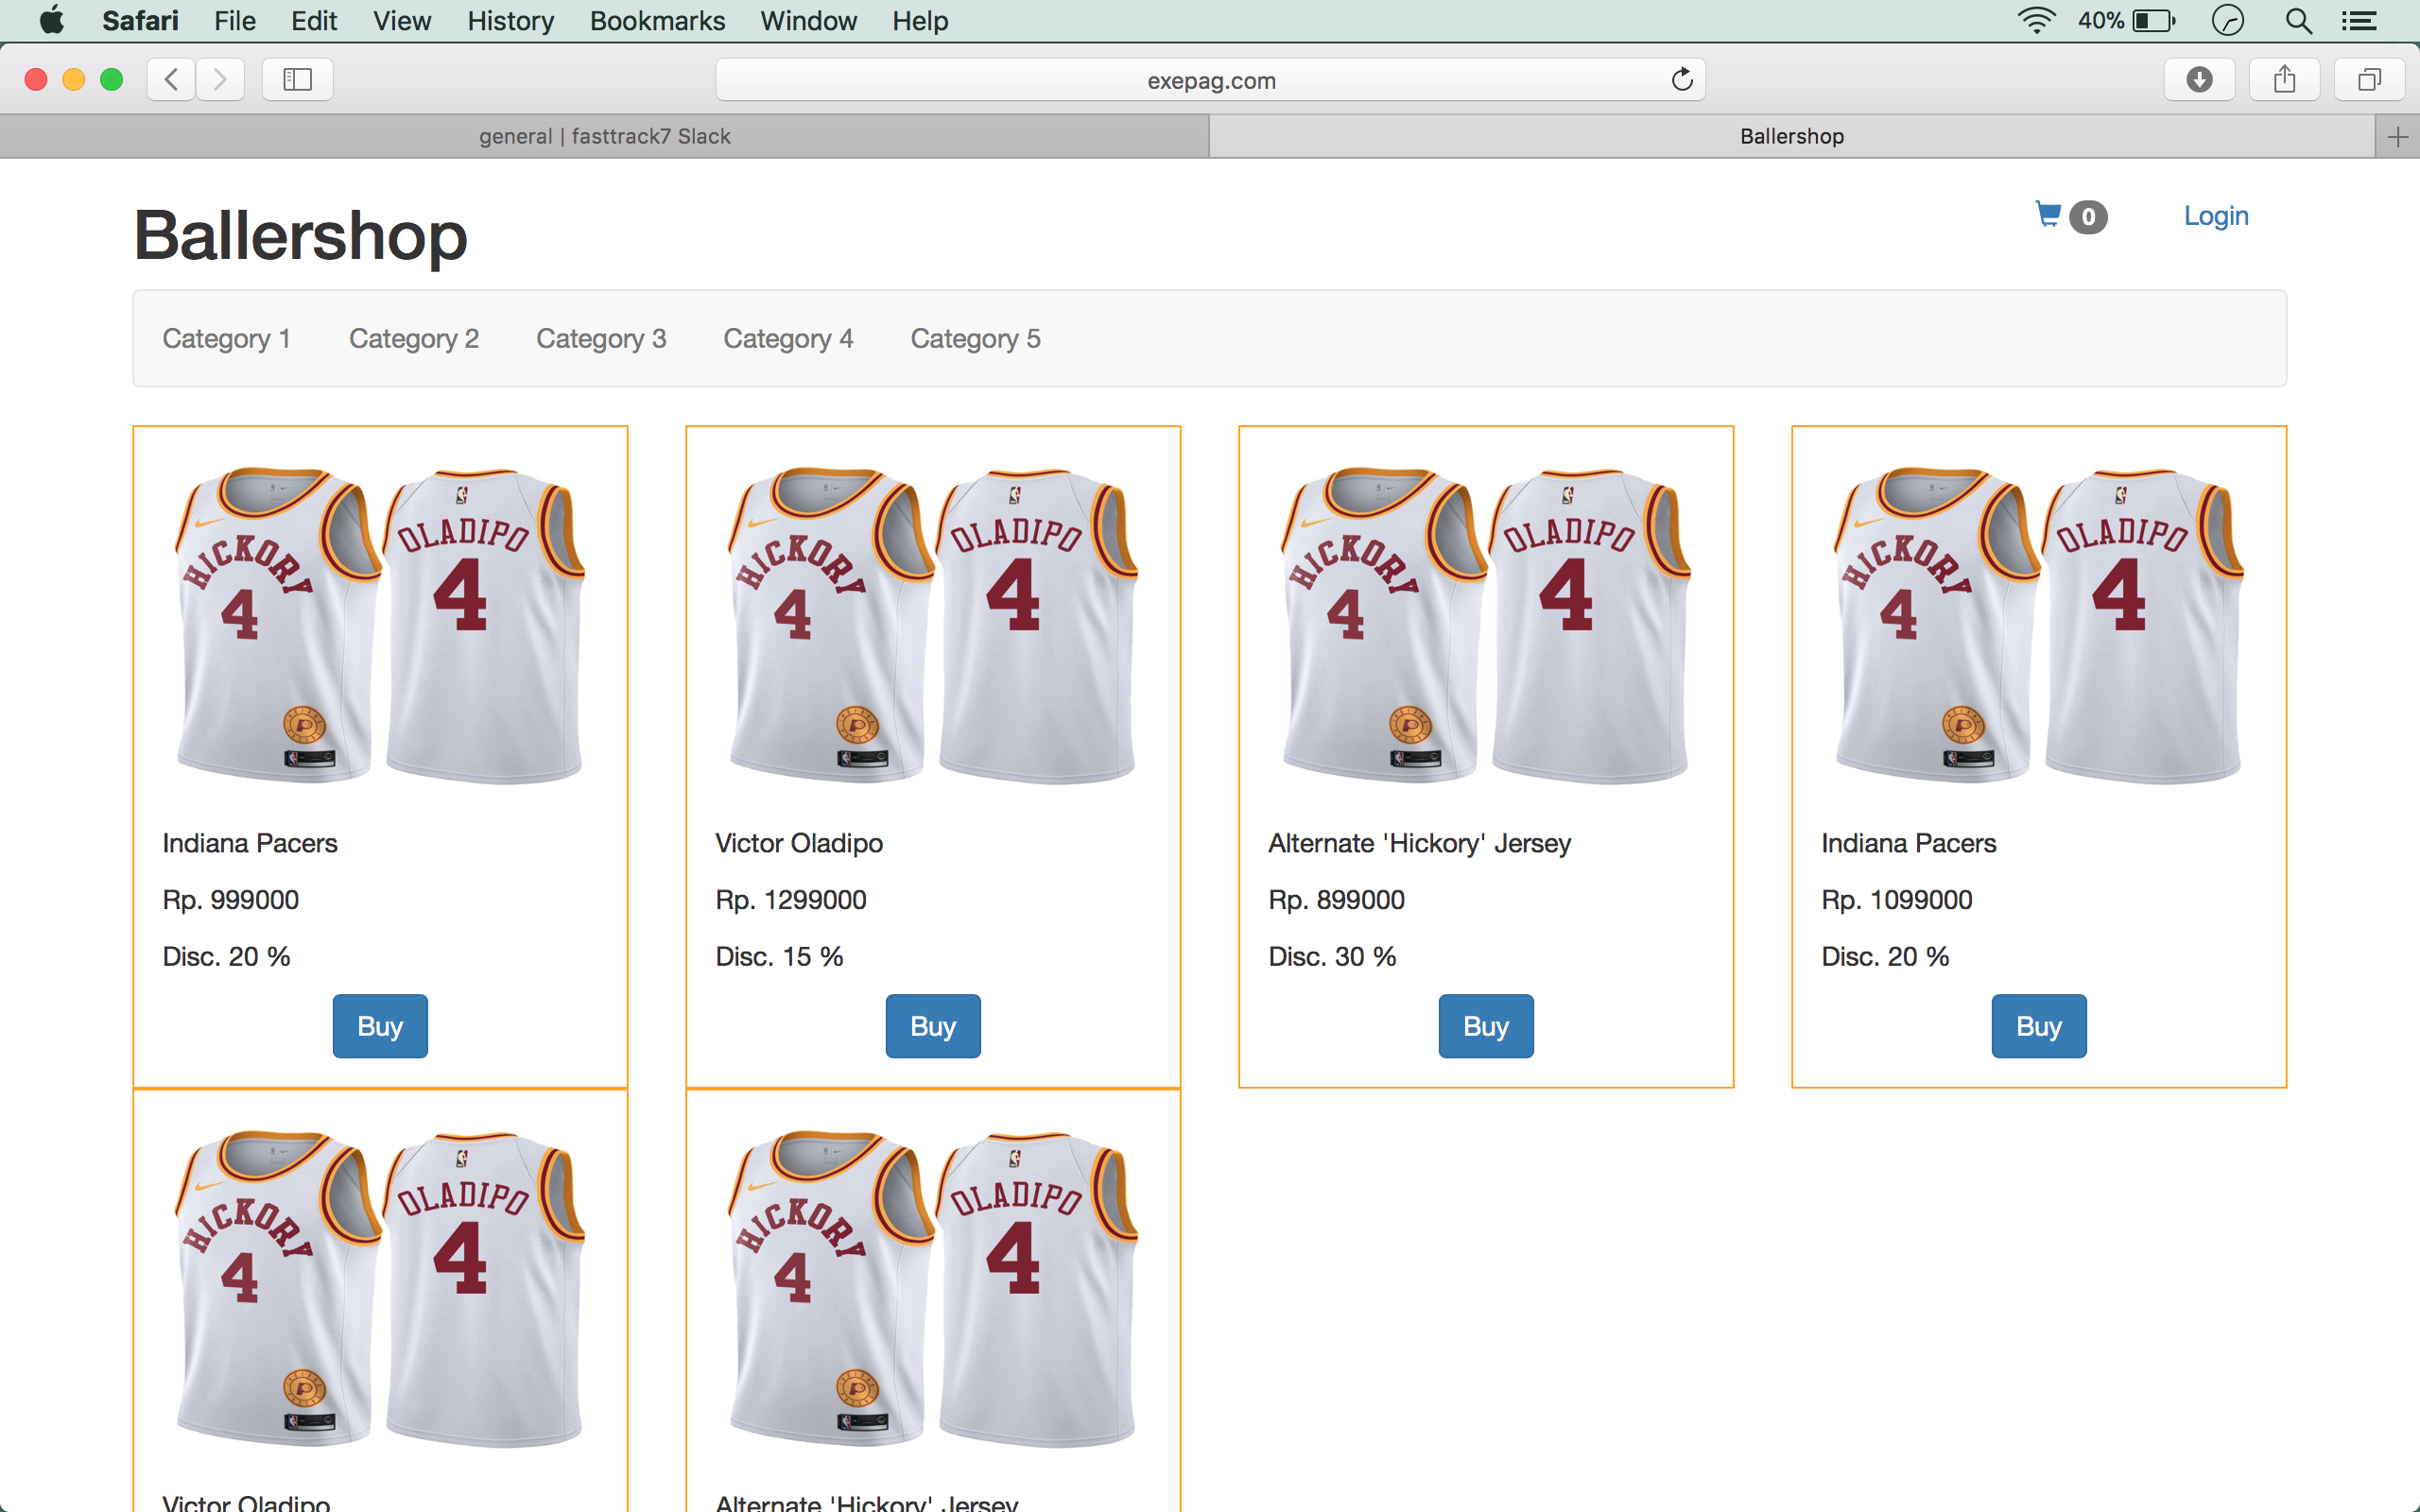 Safari File Edit View History Bookmarks Window Help 40%
exepag.com
general | fasttrack7 Slack Ballershop
Ballershop 0 Login
Category 1 Category 2 Category 3 Category 4 Category 5
HICKORY 4 OLADIPO 4 HICKORY 4 OLADIPO 4 HICKORY 4 OLADIPO 4 HICKORY 4 OLADIPO 4
Indiana Pacers Victor Oladipo Alternate 'Hickory' Jersey Indiana Pacers
Rp. 999000 Rp. 1299000 Rp. 899000 Rp. 1099000
Disc. 20 % Disc. 15 % Disc. 30 % Disc. 20 %
Buy Buy Buy Buy
HICKORY 4 OLADIPO 4 HICKORY 4 OLADIPO 4
Victor Oladipo Alternate 'Hickory' Jersey